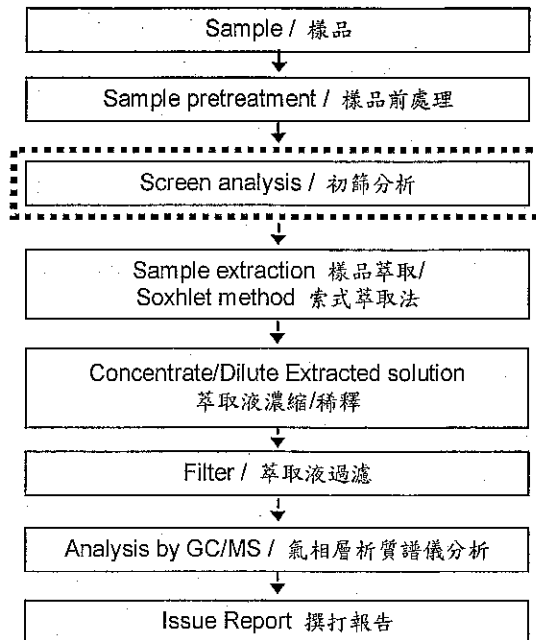 Sample / 樣品
Sample pretreatment / 樣品前處理
Screen analysis / 初篩分析
Sample extraction 樣品萃取/
Soxhlet method 索式萃取法
Concentrate/Dilute Extracted solution
萃取液濃縮/稀釋
Filter / 萃取液過濾
Analysis by GC/MS / 氣相層析質譜儀分析
Issue Report 撰打報告